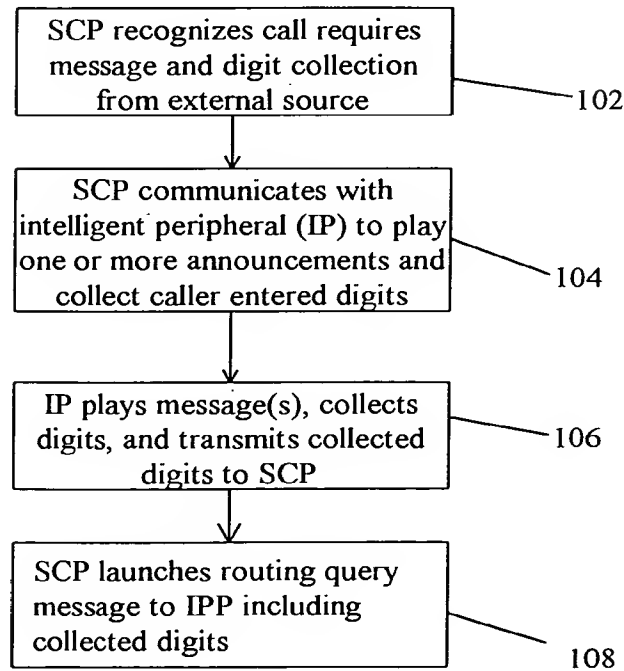 SCP recognizes call requires
message and digit collection
from external source
102
SCP communicates with
intelligent peripheral (IP) to play
one or more announcements and
collect caller entered digits
104
IP plays message(s), collects
digits, and transmits collected
digits to SCP
106
SCP launches routing query
message to IPP including
collected digits
108